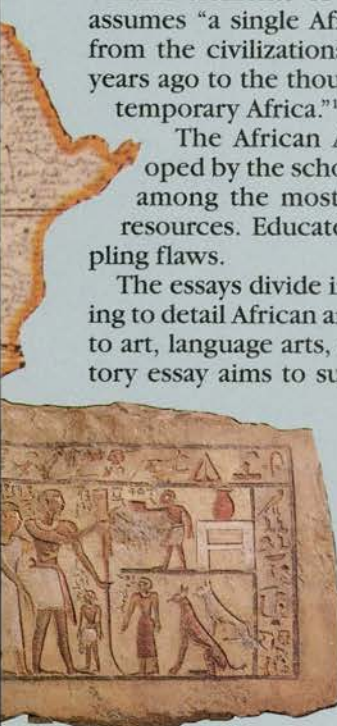 assumes “a single Af
from the civilization
years ago to the thou
temporary Africa.”¹
The African A
oped by the scho
among the most
resources. Educat
pling flaws.
The essays divide i
ing to detail African a
to art, language arts,
tory essay aims to su